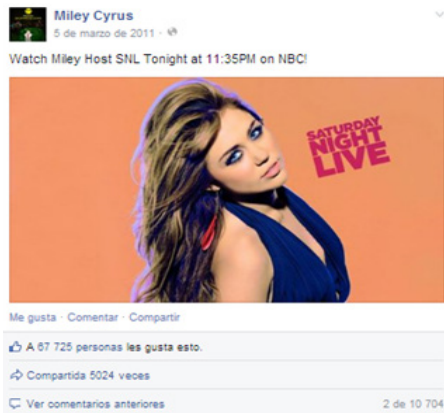 Miley Cyrus
5 de marzo de 2011 ·
Watch Miley Host SNL Tonight at 11:35PM on NBC!
SATURDAY
NIGHT
LIVE
Me gusta · Comentar · Compartir
A 67 725 personas les gusta esto.
Compartida 5024 veces
Ver comentarios anteriores
2 de 10 704